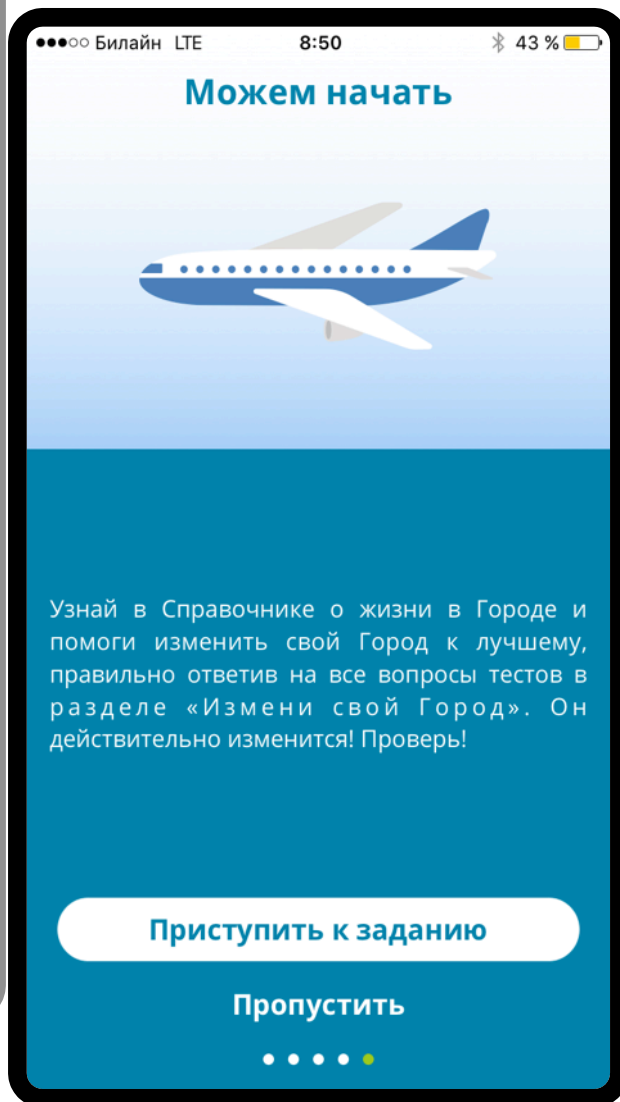 Билайн LTE 8:50 43 %
Можем начать
Узнай в Справочнике о жизни в Городе и
помоги изменить свой Город к лучшему,
правильно ответив на все вопросы тестов в
разделе «Измени свой Город». Он
действительно изменится! Проверь!
Приступить к заданию
Пропустить